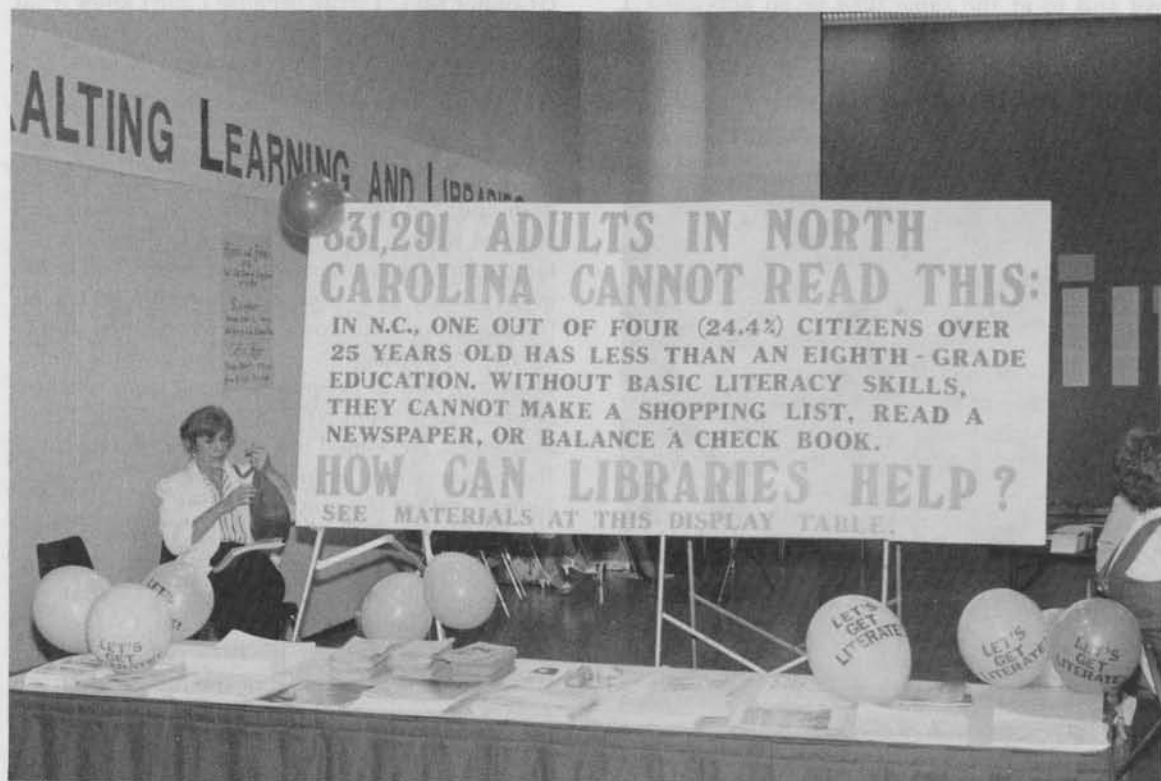 ALTING LEARNING AND LIBRARIES
831,291 ADULTS IN NORTH
CAROLINA CANNOT READ THIS:
IN N.C., ONE OUT OF FOUR (24.4%) CITIZENS OVER
25 YEARS OLD HAS LESS THAN AN EIGHTH-GRADE
EDUCATION. WITHOUT BASIC LITERACY SKILLS,
THEY CANNOT MAKE A SHOPPING LIST, READ A
NEWSPAPER, OR BALANCE A CHECK BOOK.
HOW CAN LIBRARIES HELP?
SEE MATERIALS AT THIS DISPLAY TABLE.
LET'S
LET'S
GET
LITERATE!
LET'S
GET
LITERATE!
LET'S
GET
LITERATE!
LET'S
GET
LITERATE!